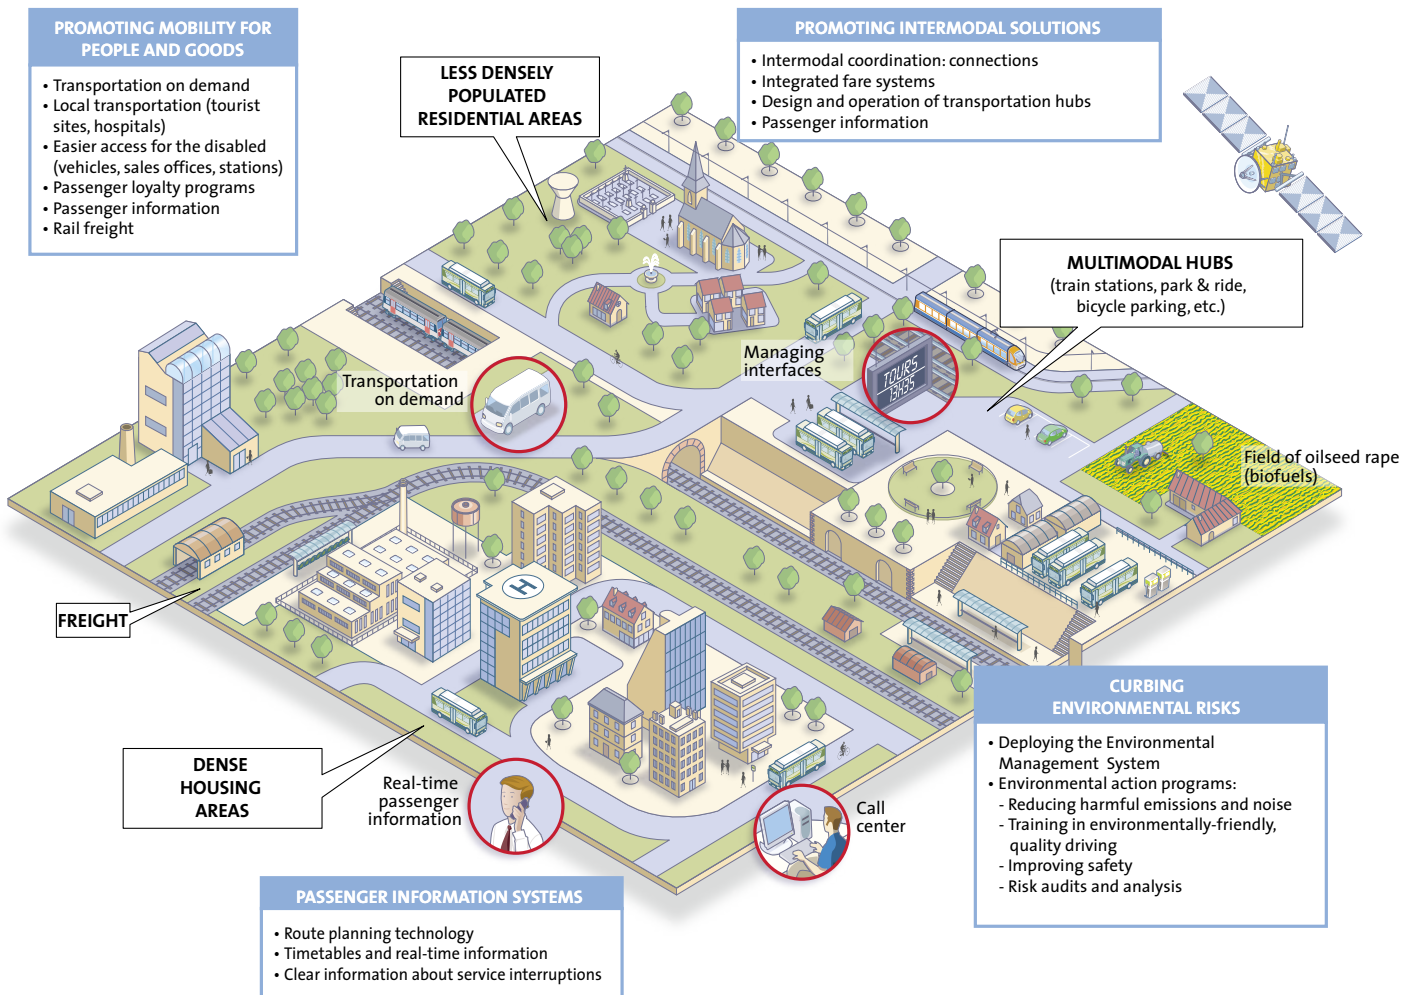 PROMOTING MOBILITY FOR
PEOPLE AND GOODS
• Transportation on demand
• Local transportation (tourist
sites, hospitals)
• Easier access for the disabled
(vehicles, sales offices, stations)
• Passenger loyalty programs
• Passenger information
• Rail freight
LESS DENSELY
POPULATED
RESIDENTIAL AREAS
PROMOTING INTERMODAL SOLUTIONS
• Intermodal coordination: connections
• Integrated fare systems
• Design and operation of transportation hubs
• Passenger information
MULTIMODAL HUBS
(train stations, park & ride,
bicycle parking, etc.)
Managing
interfaces
TOURS
15H35
Transportation
on demand
Field of oilseed rape
(biofuels)
FREIGHT
H
DENSE
HOUSING
AREAS
Real-time
passenger
information
Call
center
CURBING
ENVIRONMENTAL RISKS
• Deploying the Environmental
Management System
• Environmental action programs:
- Reducing harmful emissions and noise
- Training in environmentally-friendly,
quality driving
- Improving safety
- Risk audits and analysis
PASSENGER INFORMATION SYSTEMS
• Route planning technology
• Timetables and real-time information
• Clear information about service interruptions